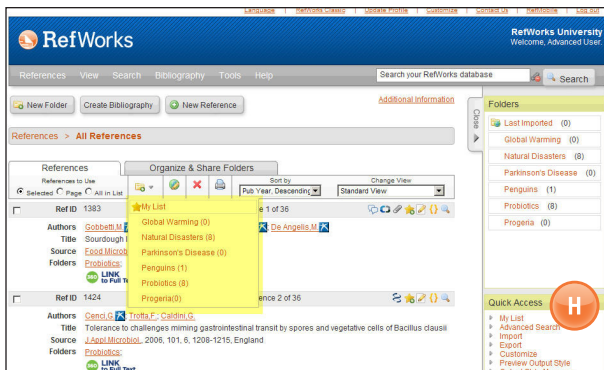 Language | RefWorks Classic | Update Profile | Customize | Contact Us | RefMobile | Log out
RefWorks
RefWorks University
Welcome, Advanced User.
References View Search Bibliography Tools Help
Search your RefWorks database
Search
New Folder Create Bibliography New Reference
Additional Information
Close
References > All References
References
Organize & Share Folders
References to Use
Selected Page All in List
Sort by
Pub Year, Descending
Change View
Standard View
Ref ID 1383
e 1 of 36
Authors Gobbetti,M. De Angelis,M.
Title Sourdough
Source Food Microb
Folders Probiotics;
LINK
to Full Te
My List
Global Warming (0)
Natural Disasters (8)
Parkinson's Disease (0)
Penguins (1)
Probiotics (8)
Progeria(0)
Ref ID 1424
ence 2 of 36
Authors Cenci,G. Trotta,F.; Caldini,G.
Title Tolerance to challenges miming gastrointestinal transit by spores and vegetative cells of Bacillus clausii
Source J.Appl.Microbiol., 2006, 101, 6, 1208-1215, England
Folders Probiotics;
LINK
to Full Text
Folders
Last Imported (0)
Global Warming (0)
Natural Disasters (8)
Parkinson's Disease (0)
Penguins (1)
Probiotics (8)
Progeria (0)
H
Quick Access
My List
Advanced Search
Import
Export
Customize
Preview Output Style